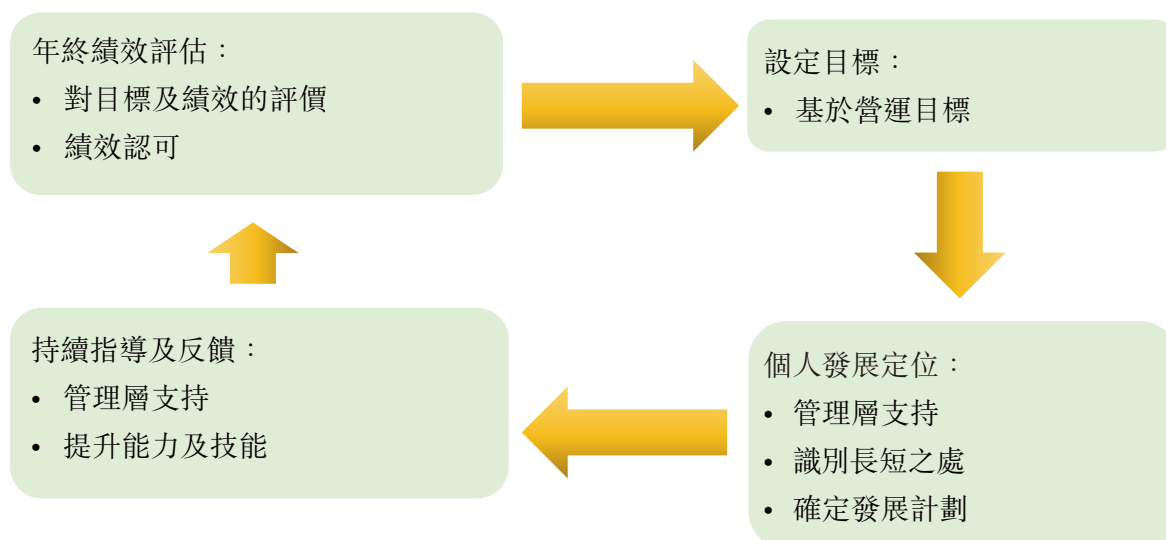 年終績效評估：
• 對目標及績效的評價
• 績效認可
設定目標：
• 基於營運目標
持續指導及反饋：
• 管理層支持
• 提升能力及技能
個人發展定位：
• 管理層支持
• 識別長短之處
• 確定發展計劃